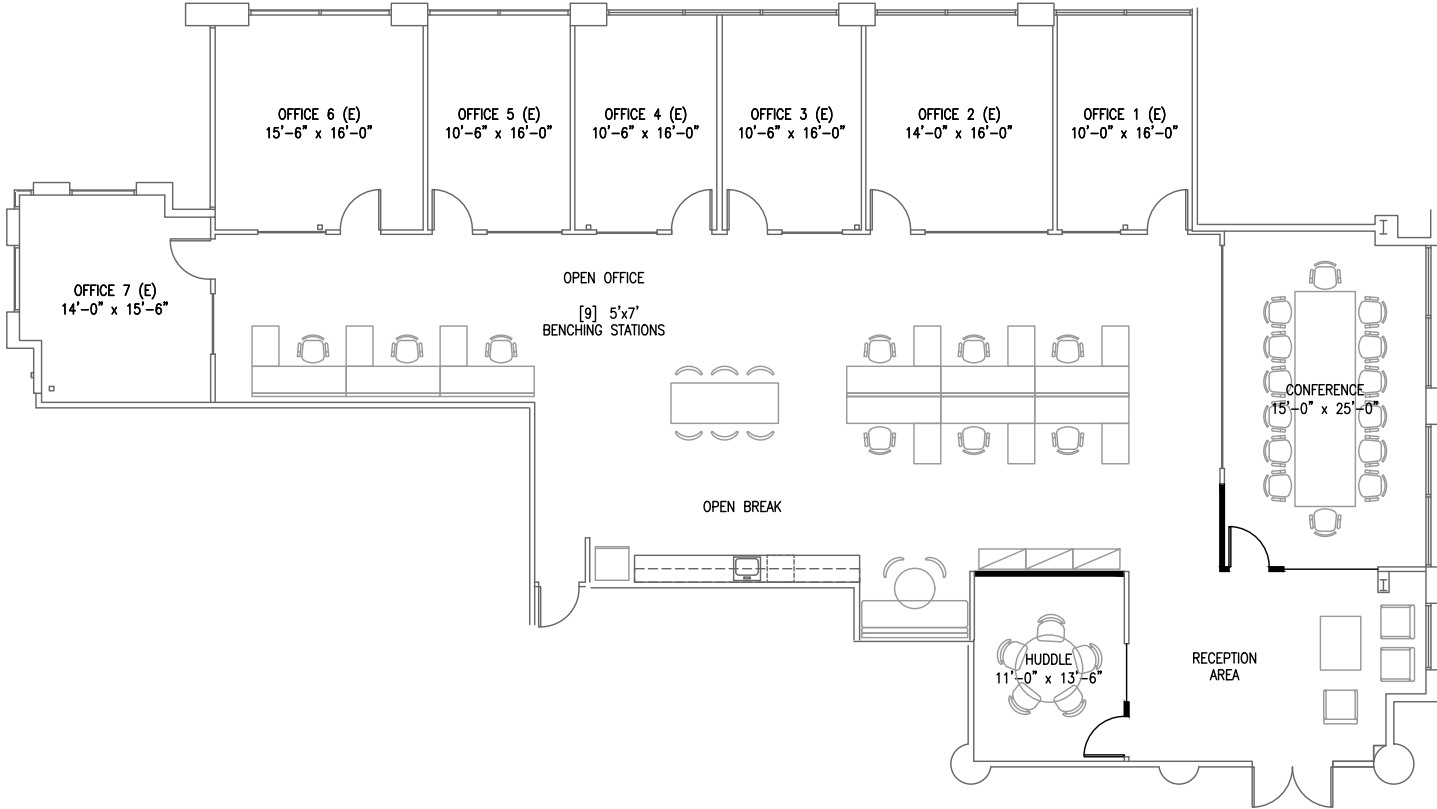 OFFICE 6 (E)
15'-6" x 16'-0"
OFFICE 5 (E)
10'-6" x 16'-0"
OFFICE 4 (E)
10'-6" x 16'-0"
OFFICE 3 (E)
10'-6" x 16'-0"
OFFICE 2 (E)
14'-0" x 16'-0"
OFFICE 1 (E)
10'-0" x 16'-0"
OFFICE 7 (E)
14'-0" x 15'-6"
OPEN OFFICE
[9] 5'x7'
BENCHING STATIONS
CONFERENCE
15'-0" x 25'-0"
OPEN BREAK
HUDDLE
11'-0" x 13'-6"
RECEPTION
AREA